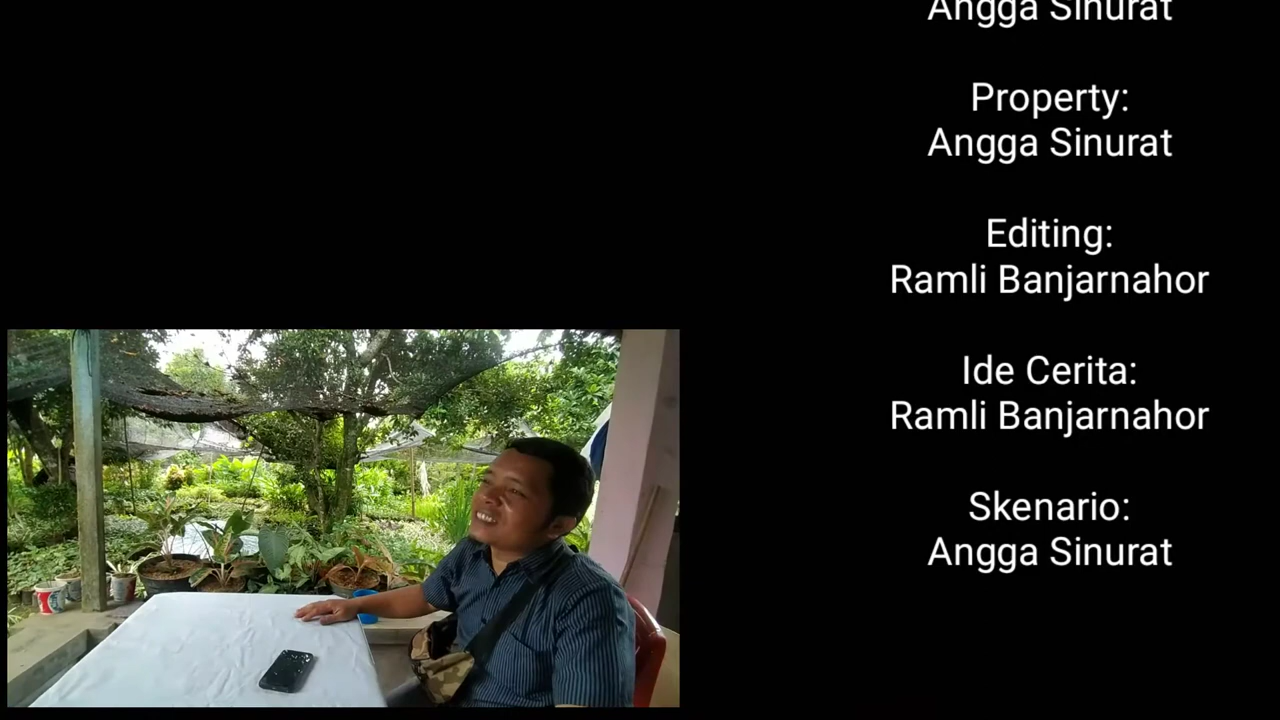 Angga Sinurat
Property:
Angga Sinurat
Editing:
Ramli Banjarnahor
Ide Cerita:
Ramli Banjarnahor
Skenario:
Angga Sinurat